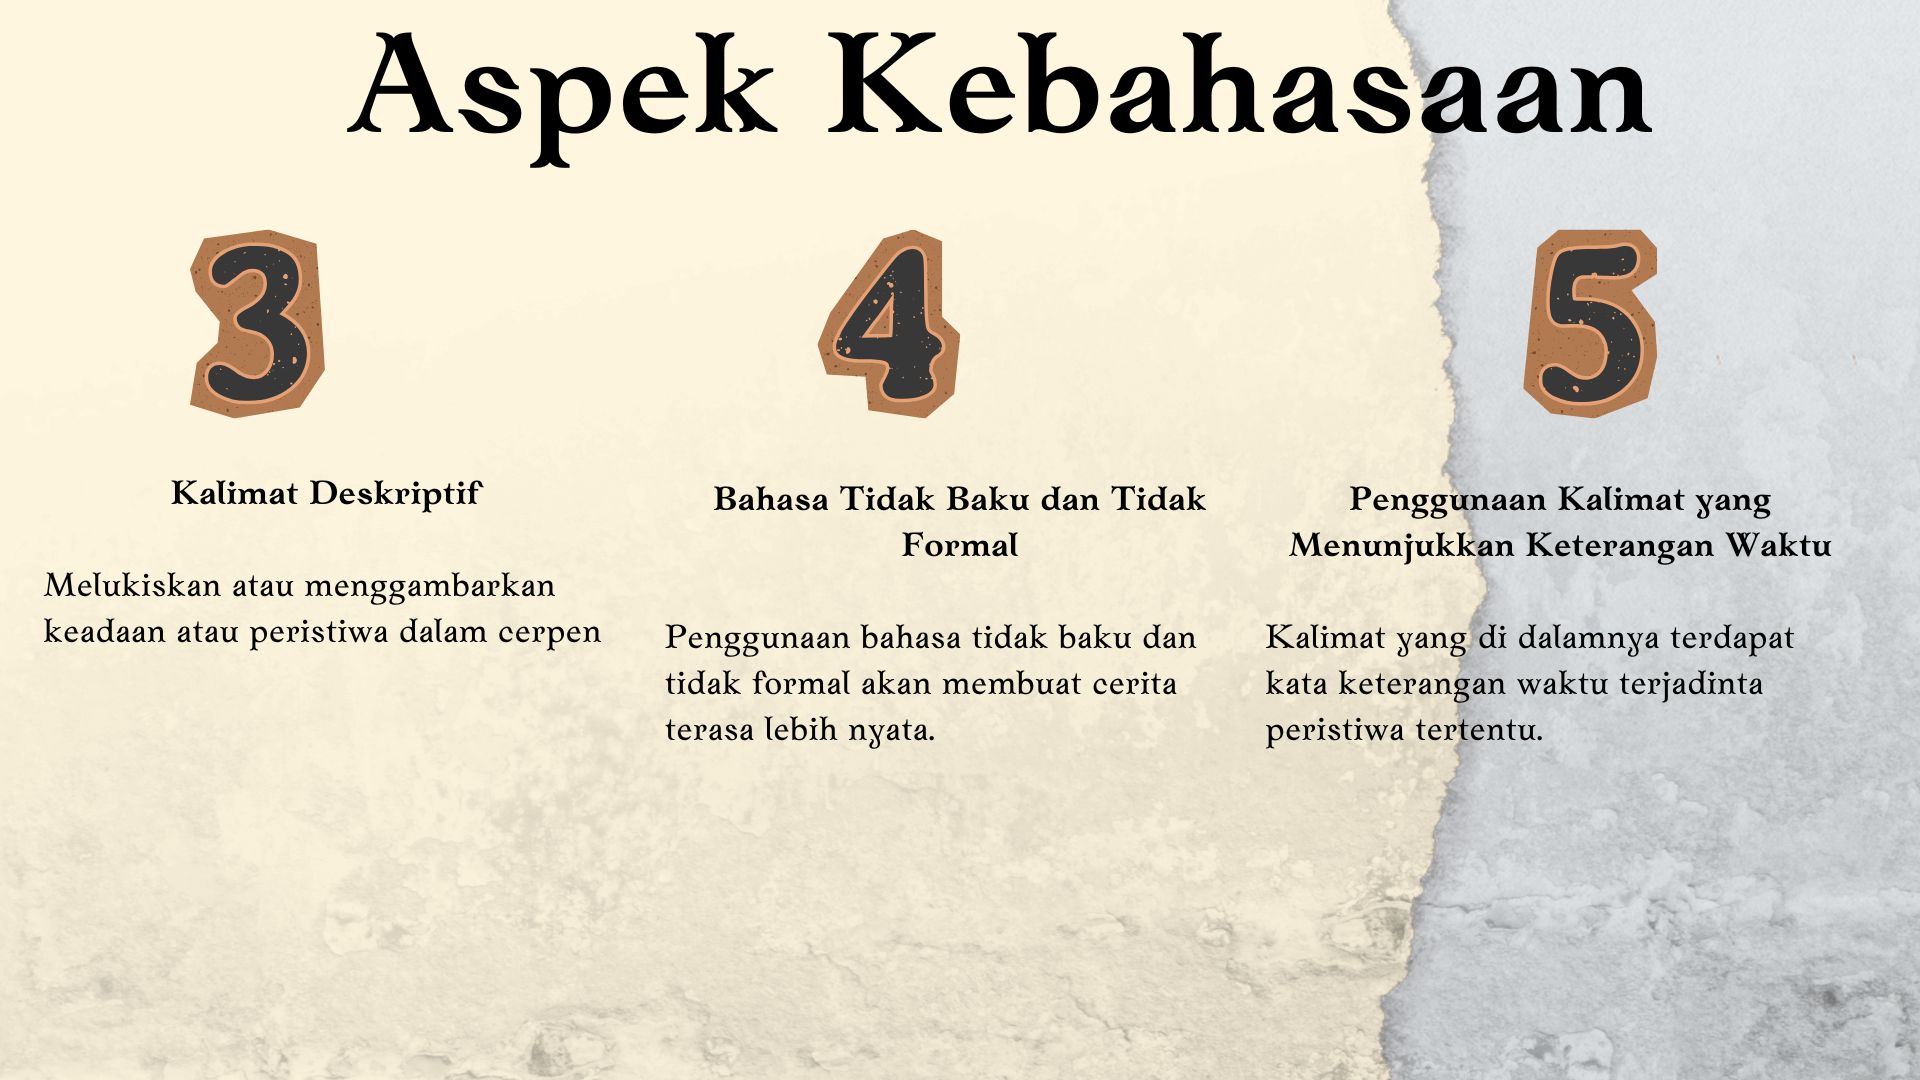 Aspek Kebahasaan
3
Kalimat Deskriptif
Melukiskan atau menggambarkan
keadaan atau peristiwa dalam cerpen
4
Bahasa Tidak Baku dan Tidak
Formal
Penggunaan bahasa tidak baku dan
tidak formal akan membuat cerita
terasa lebih nyata.
5
Penggunaan Kalimat yang
Menunjukkan Keterangan Waktu
Kalimat yang di dalamnya terdapat
kata keterangan waktu terjadinta
peristiwa tertentu.